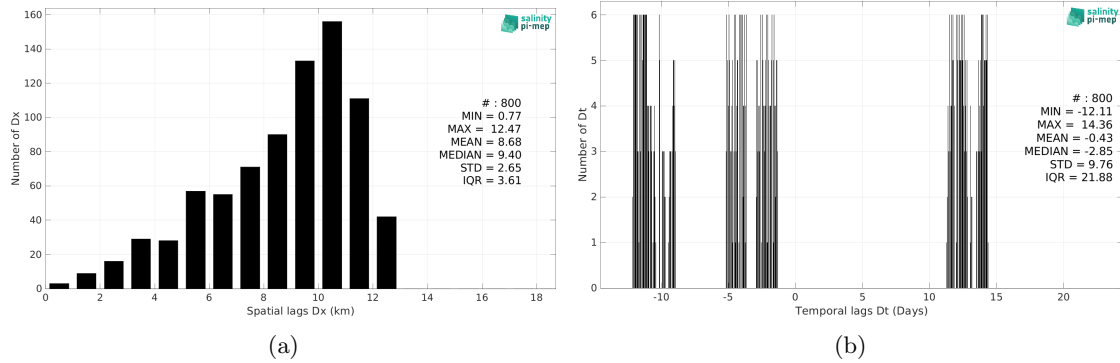 160
140
120
100
80
60
40
20
0
Number of Dx
0 2 4 6 8 10 12 14 16 18
Spatial lags Dx (km)
salinity
pi-mep
# : 800
MIN = 0.77
MAX = 12.47
MEAN = 8.68
MEDIAN = 9.40
STD = 2.65
IQR = 3.61
(a)
6
5
4
3
2
1
0
Number of Dt
-10 -5 0 5 10 15 20
Temporal lags Dt (Days)
salinity
pi-mep
# : 800
MIN = -12.11
MAX = 14.36
MEAN = -0.43
MEDIAN = -2.85
STD = 9.76
IQR = 21.88
(b)